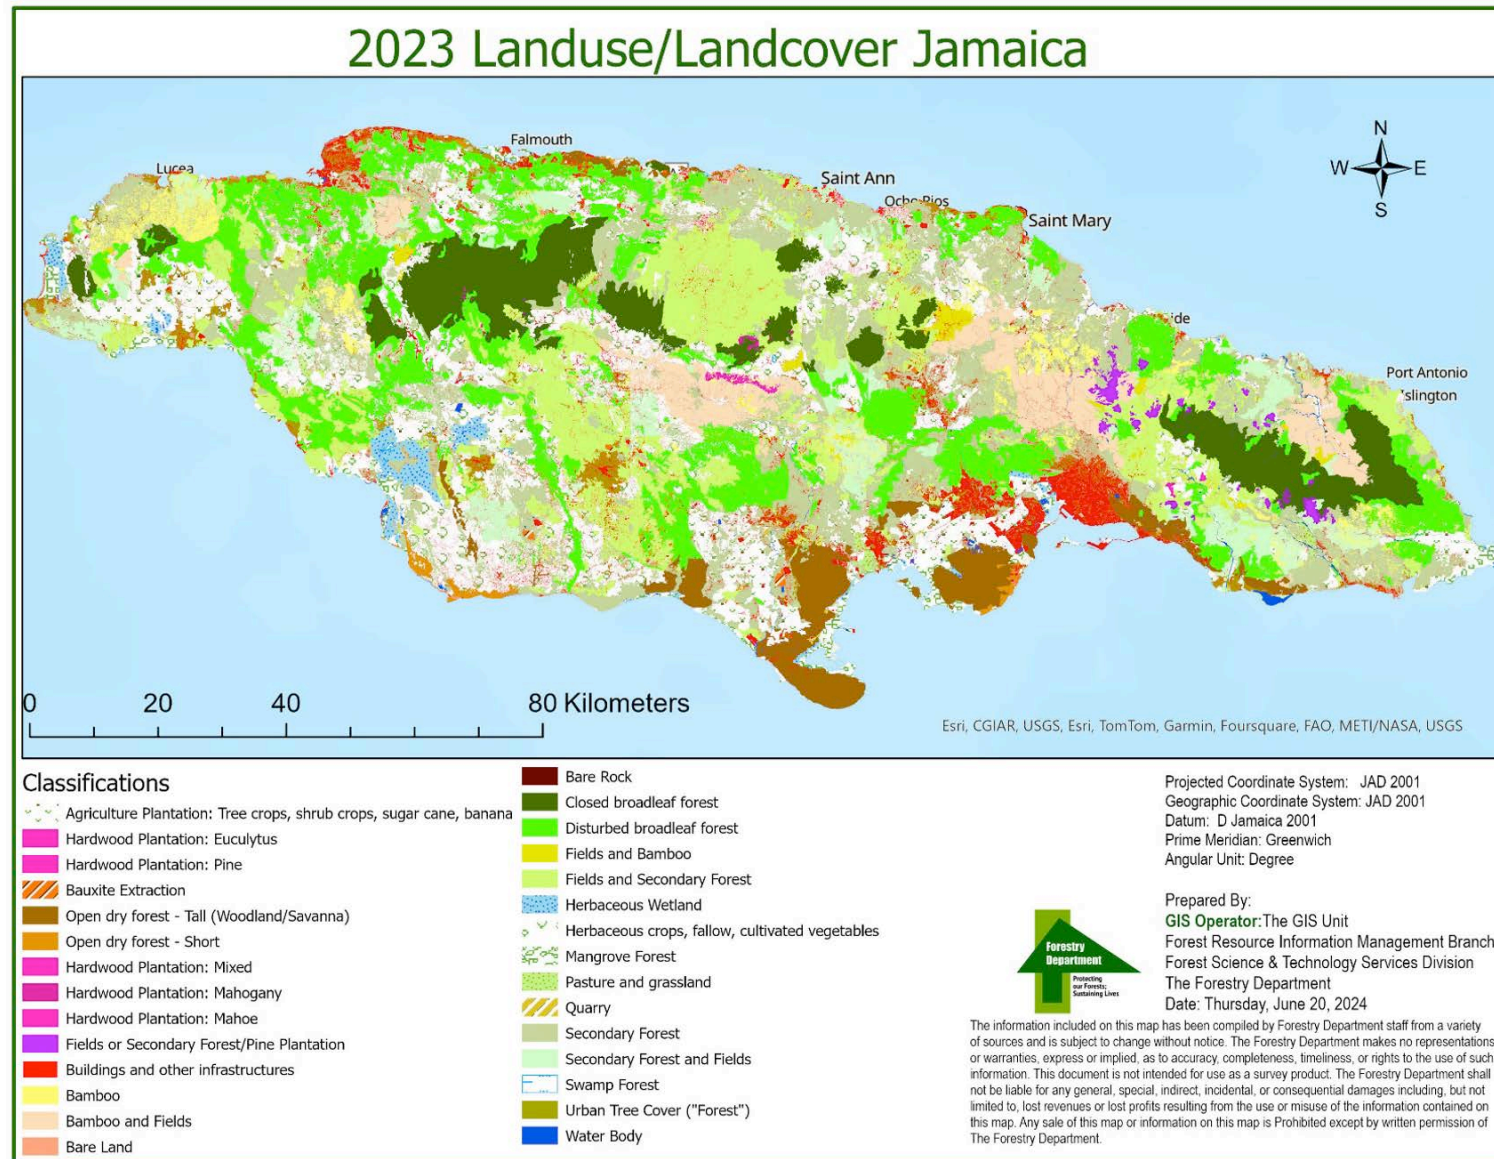 2023 Landuse/Landcover Jamaica
Falmouth
Lucea
Saint Ann
Ocho Rios
Saint Mary
Port Antonio
N
W
E
S
0
20
40
80 Kilometers
Esri, CGIAR, USGS, Esri, TomTom, Garmin, Foursquare, FAO, METI/NASA, USGS
Classifications
Agriculture Plantation: Tree crops, shrub crops, sugar cane, banana
Hardwood Plantation: Euculytus
Hardwood Plantation: Pine
Bauxite Extraction
Open dry forest - Tall (Woodland/Savanna)
Open dry forest - Short
Hardwood Plantation: Mixed
Hardwood Plantation: Mahogany
Hardwood Plantation: Mahoe
Fields or Secondary Forest/Pine Plantation
Buildings and other infrastructures
Bamboo
Bamboo and Fields
Bare Land
Bare Rock
Closed broadleaf forest
Disturbed broadleaf forest
Fields and Bamboo
Fields and Secondary Forest
Herbaceous Wetland
Herbaceous crops, fallow, cultivated vegetables
Mangrove Forest
Pasture and grassland
Quarry
Secondary Forest
Secondary Forest and Fields
Swamp Forest
Urban Tree Cover ("Forest")
Water Body
Projected Coordinate System: JAD 2001
Geographic Coordinate System: JAD 2001
Datum: D Jamaica 2001
Prime Meridian: Greenwich
Angular Unit: Degree
Prepared By:
GIS Operator:The GIS Unit
Forest Resource Information Management Branch
Forest Science & Technology Services Division
The Forestry Department
Date: Thursday, June 20, 2024
Forestry
Department
Protecting
our Forests;
Sustaining Lives
The information included on this map has been compiled by Forestry Department staff from a variety
of sources and is subject to change without notice. The Forestry Department makes no representations
or warranties, express or implied, as to accuracy, completeness, timeliness, or rights to the use of such
information. This document is not intended for use as a survey product. The Forestry Department shall
not be liable for any general, special, indirect, incidental, or consequential damages including, but not
limited to, lost revenues or lost profits resulting from the use or misuse of the information contained on
this map. Any sale of this map or information on this map is Prohibited except by written permission of
The Forestry Department.